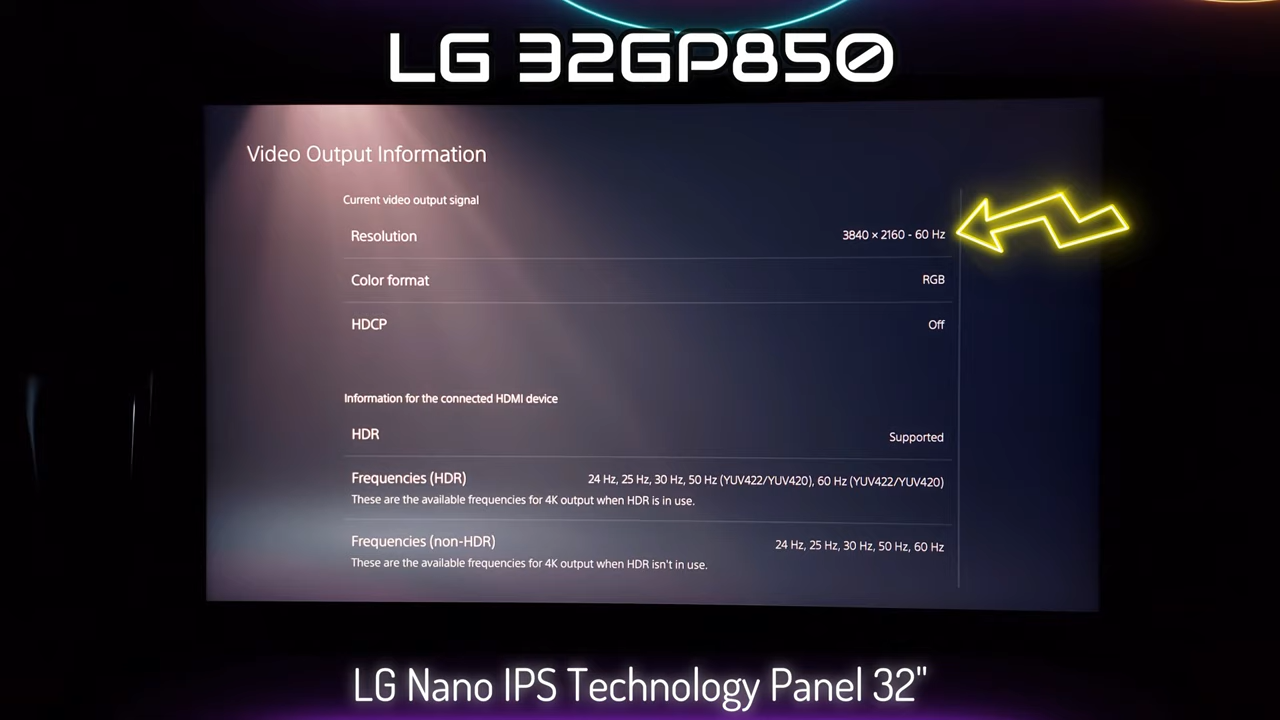 LG 32GP850
Video Output Information
Current video output signal
Resolution 3840 × 2160 - 60 Hz
Color format RGB
HDCP Off
Information for the connected HDMI device
HDR Supported
Frequencies (HDR) 24 Hz, 25 Hz, 30 Hz, 50 Hz (YUV422/YUV420), 60 Hz (YUV422/YUV420)
These are the available frequencies for 4K output when HDR is in use.
Frequencies (non-HDR) 24 Hz, 25 Hz, 30 Hz, 50 Hz, 60 Hz
These are the available frequencies for 4K output when HDR isn't in use.
LG Nano IPS Technology Panel 32"